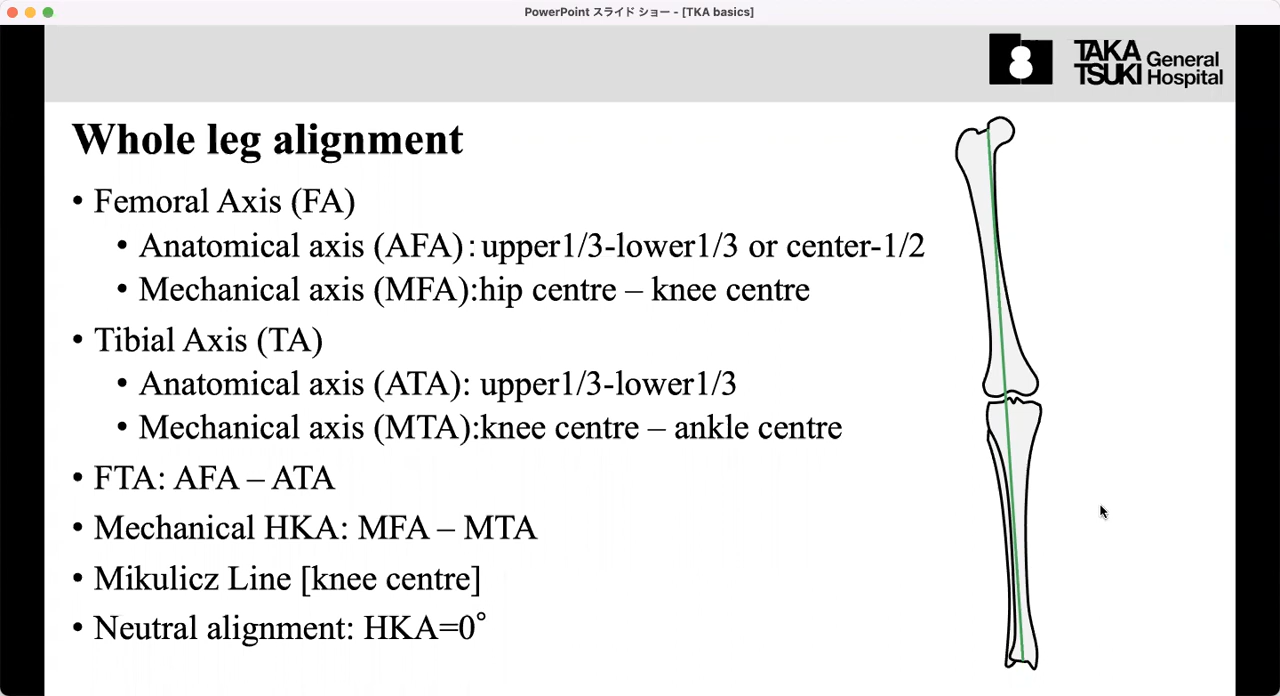 PowerPoint スライド ショー - [TKA basics]
TAKA
TSUKI
General
Hospital
Whole leg alignment
• Femoral Axis (FA)
• Anatomical axis (AFA)：upper1/3-lower1/3 or center-1/2
• Mechanical axis (MFA):hip centre – knee centre
• Tibial Axis (TA)
• Anatomical axis (ATA): upper1/3-lower1/3
• Mechanical axis (MTA):knee centre – ankle centre
• FTA: AFA – ATA
• Mechanical HKA: MFA – MTA
• Mikulicz Line [knee centre]
• Neutral alignment: HKA=0°